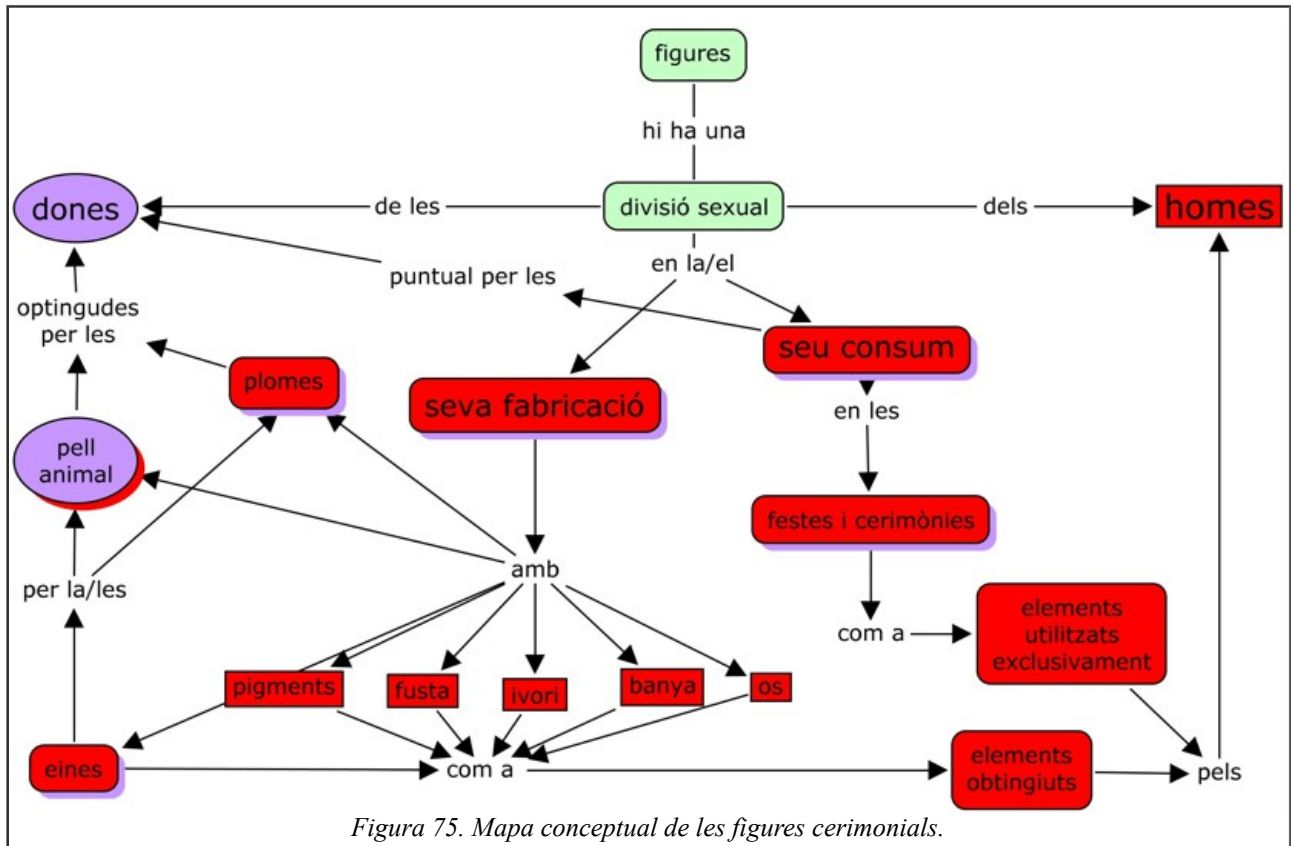 figures
hi ha una
dones
de les
divisió sexual
dels
homes
puntual per les
en la/el
optingudes
per les
seu consum
plomes
seva fabricació
en les
pell
animal
festes i cerimònies
amb
per la/les
elements
utilitzats
exclusivament
com a
pigments
fusta
ivori
banya
os
eines
com a
elements
obtingiuts
pels
Figura 75. Mapa conceptual de les figures cerimonials.